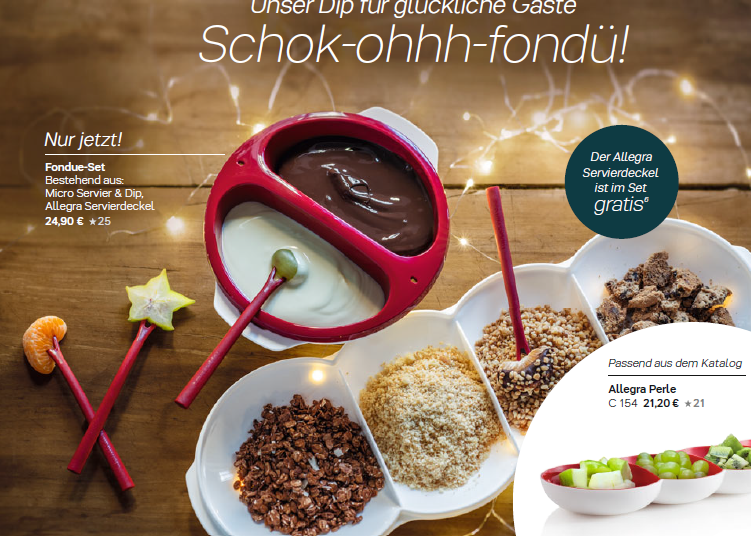 Unser Dip für glückliche Gäste
Schok-ohhh-fondü!
Nur jetzt!
Fondue-Set
Bestehend aus:
Micro Servier & Dip,
Allegra Servierdeckel
24,90 € ★25
Der Allegra
Servierdeckel
ist im Set
gratis⁶
Passend aus dem Katalog
Allegra Perle
C 154 21,20 € ★21